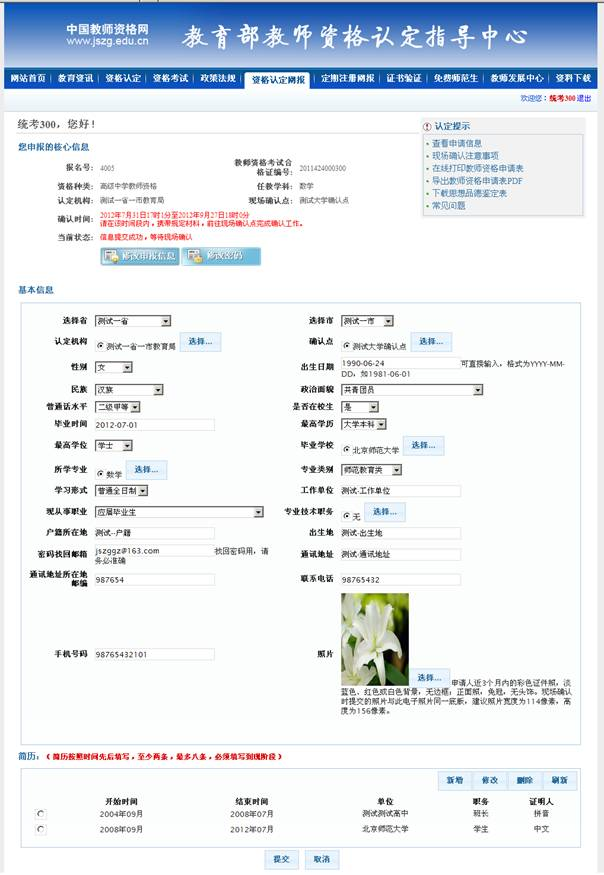 中国教师资格网
www.jszg.edu.cn
教育部教师资格认定指导中心
网站首页 教育资讯 资格认定 资格考试 政策法规 资格认定网报 定期注册网报 证书验证 免费师范生 教师发展中心 资料下载
欢迎您：统考300 退出
统考300，您好！
认定提示
查看申请信息
现场确认注意事项
在线打印教师资格申请表
导出教师资格申请表PDF
下载思想品德鉴定表
常见问题
您申报的核心信息
报名号： 4005 教师资格考试合格证编号： 2011424000300
资格种类： 高级中学教师资格 任教学科： 数学
认定机构： 测试一省一市教育局 现场确认点： 测试大学确认点
确认时间： 2012年7月31日17时1分至2012年9月27日18时0分
请在该时间段内，携带规定材料，前往现场确认点完成确认工作。
当前状态： 信息提交成功，等待现场确认
修改申报信息 修改密码
基本信息
选择省 测试一省 选择市 测试一市
认定机构 测试一省一市教育局 选择... 确认点 测试大学确认点 选择...
性别 女 出生日期 1990-06-24 可直接输入，格式为YYYY-MM-
DD，如1981-06-01
民族 汉族 政治面貌 共青团员
普通话水平 二级甲等 是否在校生 是
毕业时间 2012-07-01 最高学历 大学本科
最高学位 学士 毕业学校 北京师范大学 选择...
所学专业 数学 选择... 专业类别 师范教育类
学习形式 普通全日制 工作单位 测试-工作单位
现从事职业 应届毕业生 专业技术职务 无 选择...
户籍所在地 测试--户籍 出生地 测试-出生地
密码找回邮箱 jszggz@163.com 找回密码用，请
务必准确 通讯地址 测试-通讯地址
通讯地址所在地
邮编 987654 联系电话 98765432
手机号码 98765432101 照片 选择... 申请人近3个月内的彩色证件照，淡
蓝色、红色或白色背景，无边框；正面照，免冠，无头饰。现场确认
时提交的照片与此电子照片同一底版，建议照片宽度为114像素，高
度为156像素。
简历：（ 简历按照时间先后填写，至少两条，最多八条，必须填写到现阶段 ）
新增 修改 删除 刷新
开始时间 结束时间 单位 职务 证明人
2004年09月 2008年07月 测试测试高中 班长 拼音
2008年09月 2012年07月 北京师范大学 学生 中文
提交 取消